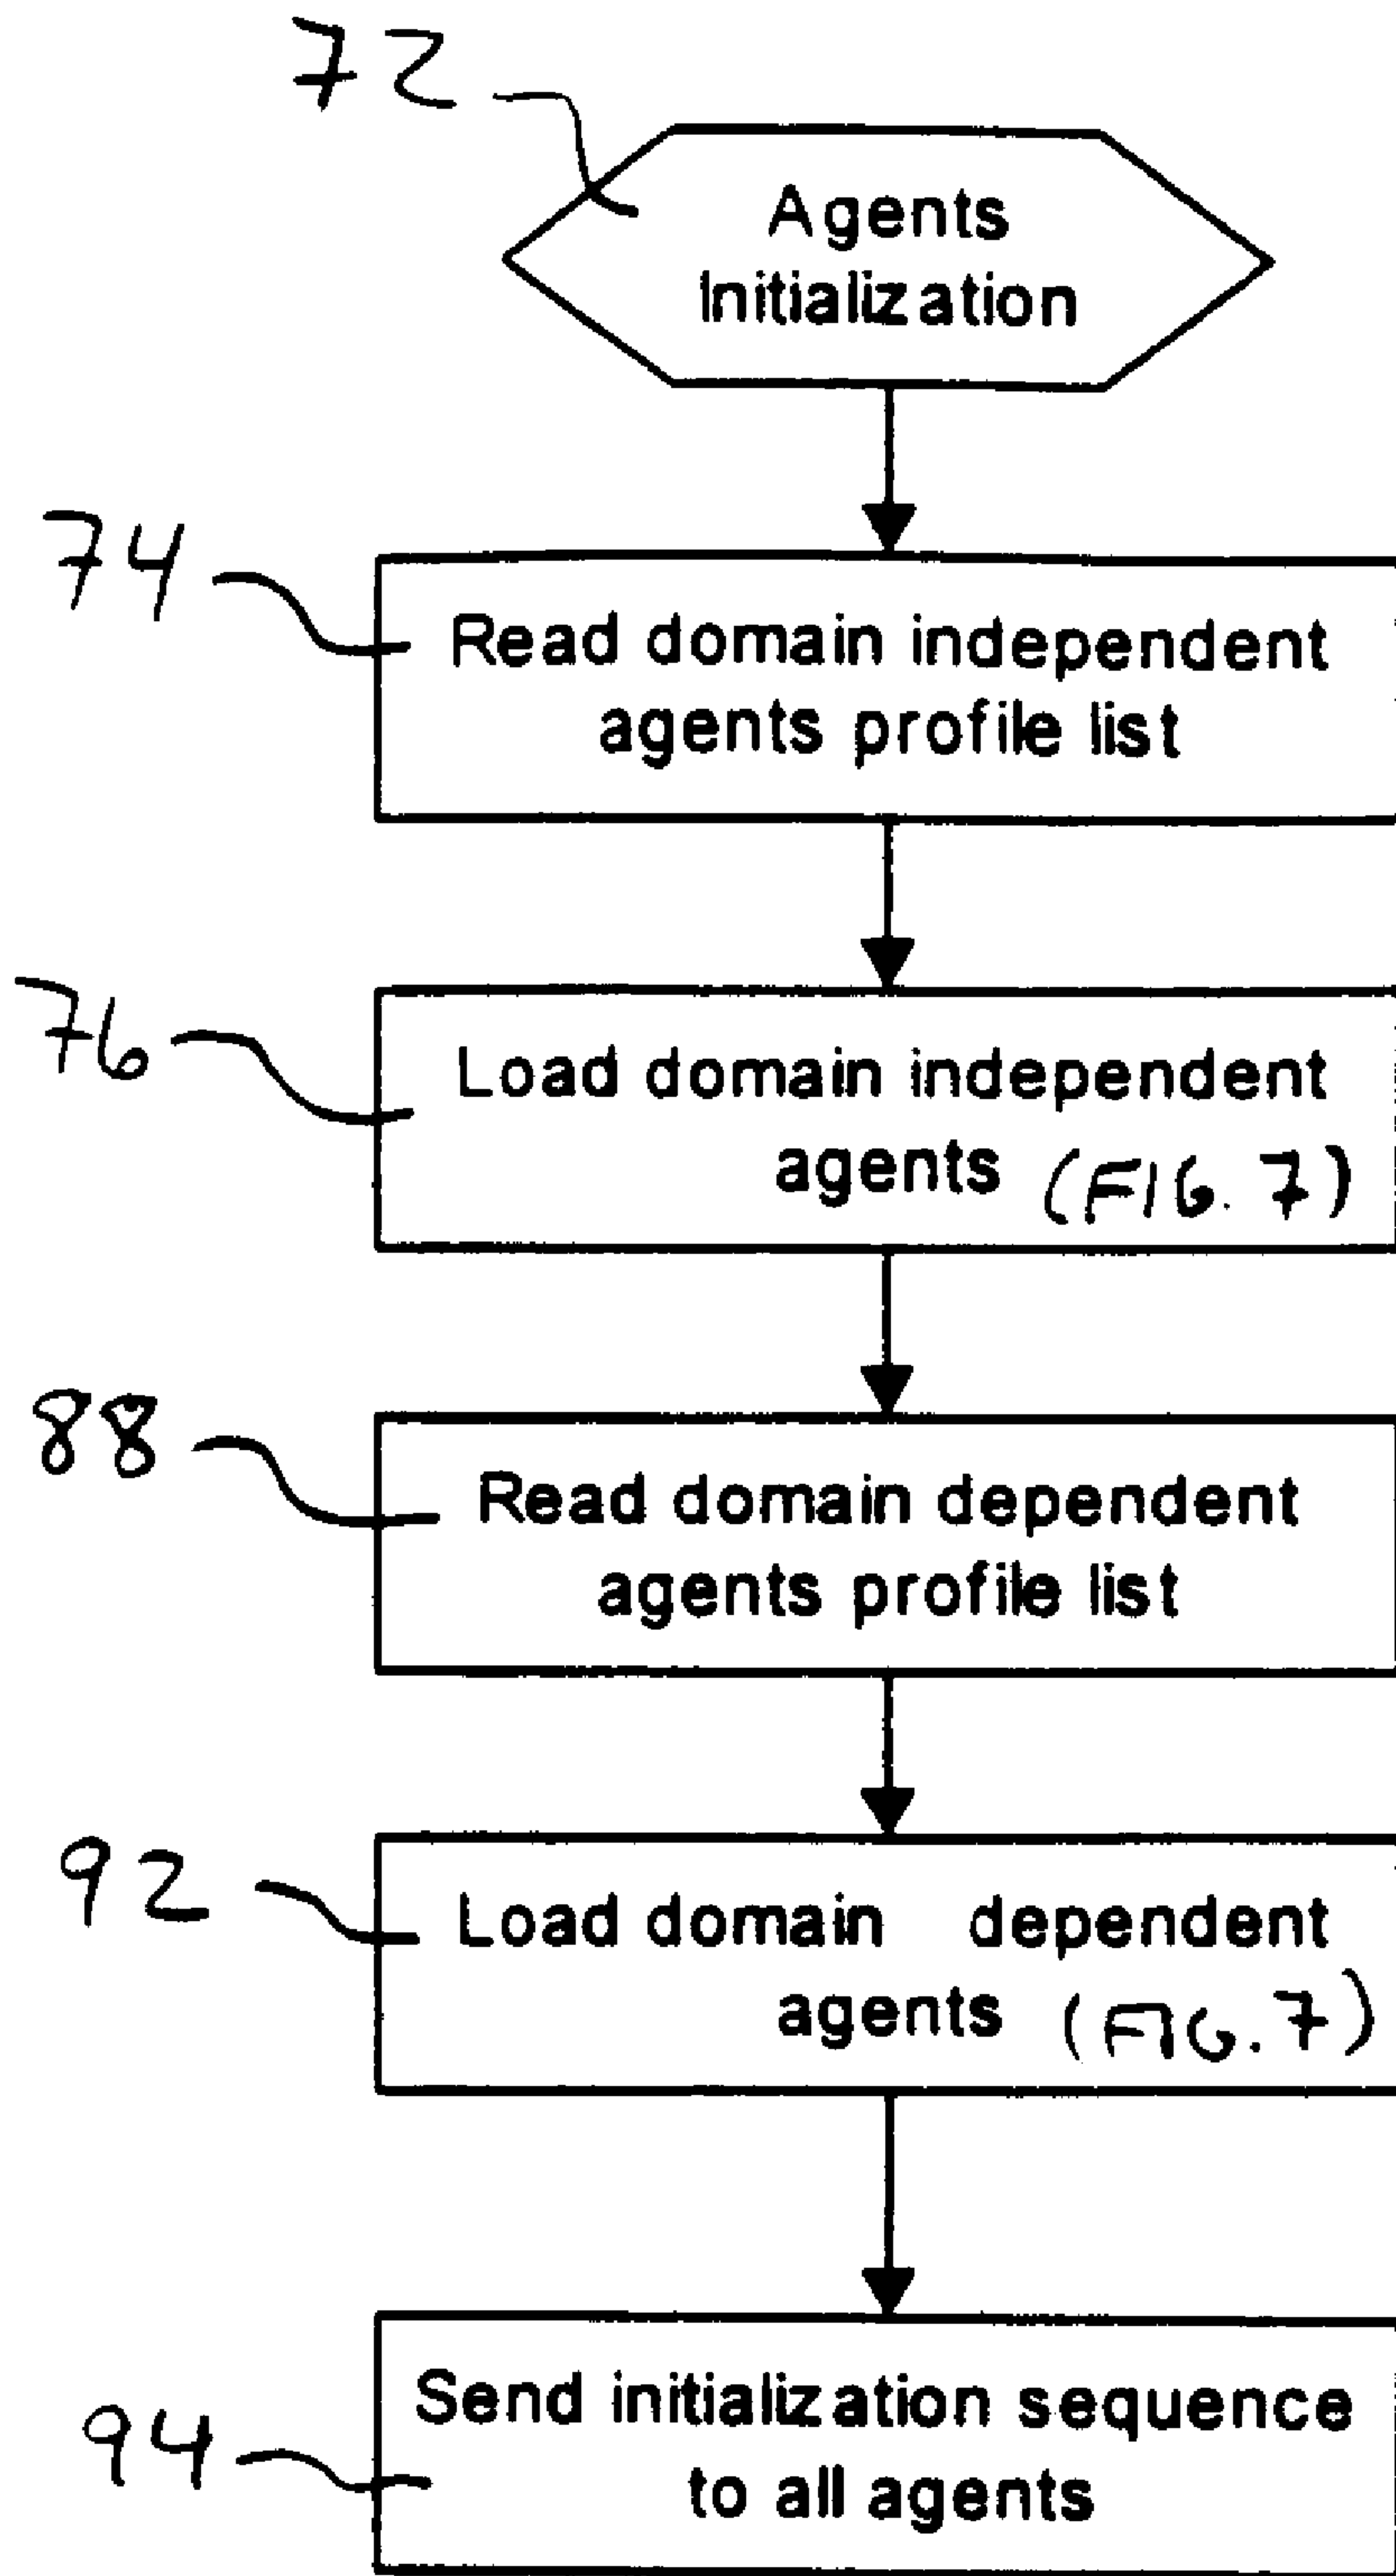 72
Agents
Initialization
74
Read domain independent
agents profile list
76
Load domain independent
agents (FIG. 7)
88
Read domain dependent
agents profile list
92
Load domain dependent
agents (FIG. 7)
94
Send initialization sequence
to all agents